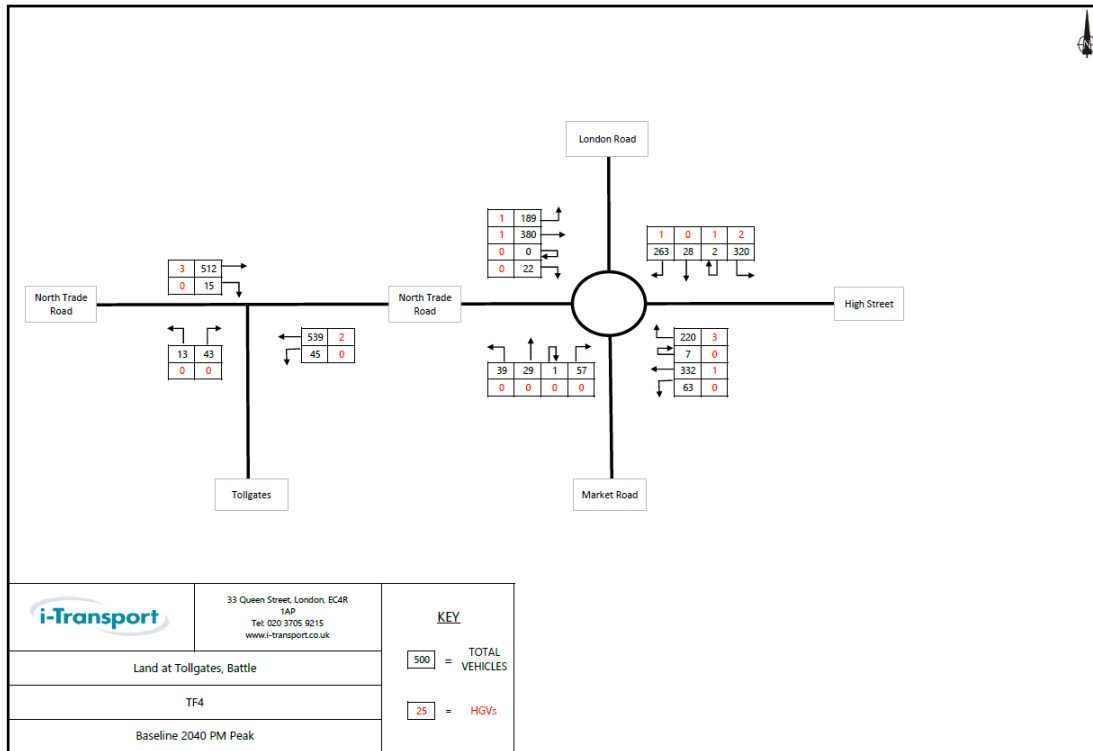 N
London Road
1 189
1 380
0 0
0 22
1 0 1 2
263 28 2 320
3 512
0 15
North Trade
Road
North Trade
Road
High Street
13 43
0 0
539 2
45 0
39 29 1 57
0 0 0 0
220 3
7 0
332 1
63 0
Tollgates
Market Road
i-Transport
33 Queen Street, London, EC4R
1AP
Tel: 020 3705 9215
www.i-transport.co.uk
KEY
500 = TOTAL
VEHICLES
25 = HGVs
Land at Tollgates, Battle
TF4
Baseline 2040 PM Peak